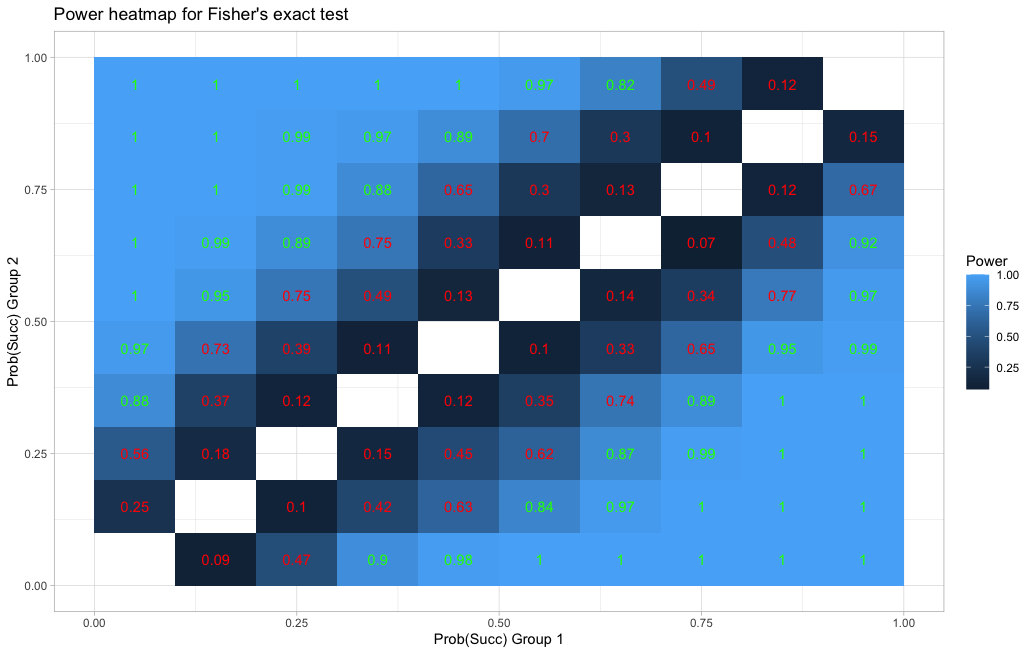 Power heatmap for Fisher's exact test
1.00
1 1 1 1 1 0.97 0.82 0.49 0.12
1 1 0.99 0.97 0.89 0.7 0.3 0.1 0.15
0.75
1 1 0.99 0.88 0.65 0.3 0.13 0.12 0.67
1 0.99 0.89 0.75 0.33 0.11 0.07 0.48 0.92
1 0.95 0.75 0.49 0.13 0.14 0.34 0.77 0.97
0.50
0.97 0.73 0.39 0.11 0.1 0.33 0.65 0.95 0.99
0.88 0.37 0.12 0.12 0.35 0.74 0.89 1 1
0.25
0.56 0.18 0.15 0.45 0.62 0.87 0.99 1 1
0.25 0.1 0.42 0.63 0.84 0.97 1 1 1
0.09 0.47 0.9 0.98 1 1 1 1 1
0.00
0.00 0.25 0.50 0.75 1.00
Prob(Succ) Group 1
Prob(Succ) Group 2
Power
1.00
0.75
0.50
0.25